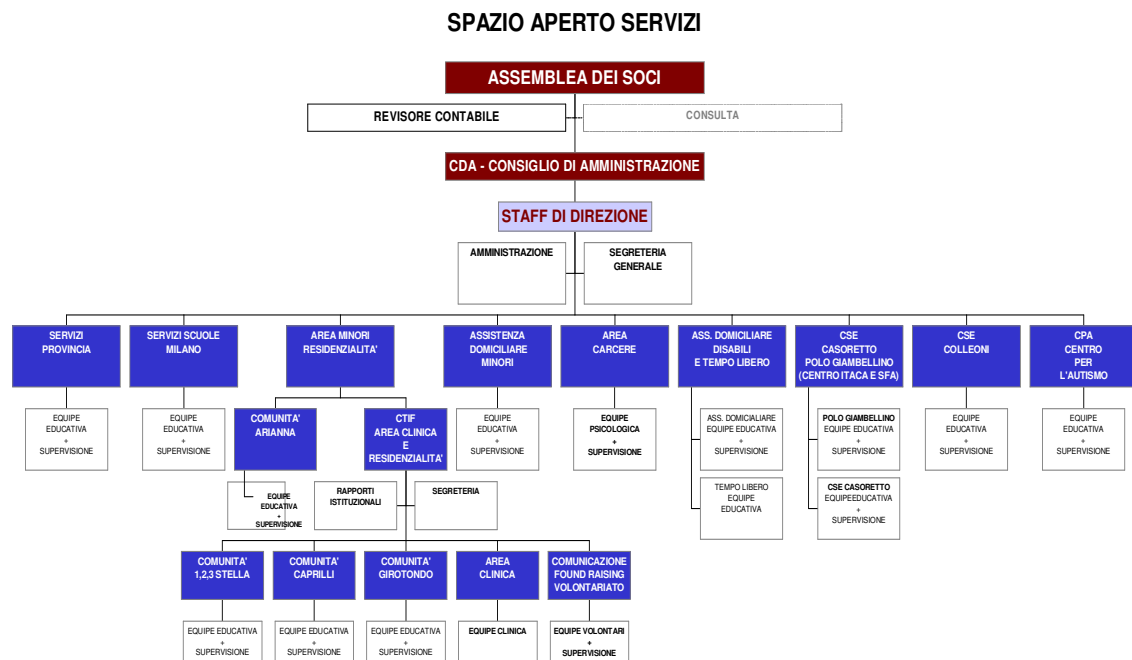 SPAZIO APERTO SERVIZI
ASSEMBLEA DEI SOCI
REVISORE CONTABILE
CONSULTA
CDA - CONSIGLIO DI AMMINISTRAZIONE
STAFF DI DIREZIONE
AMMINISTRAZIONE
SEGRETERIA
GENERALE
SERVIZI
PROVINCIA
SERVIZI SCUOLE
MILANO
AREA MINORI
RESIDENZIALITA'
ASSISTENZA
DOMICILIARE
MINORI
AREA
CARCERE
ASS. DOMICILIARE
DISABILI
E TEMPO LIBERO
CSE
CASORETTO
POLO GIAMBELLINO
(CENTRO ITACA E SFA)
CSE
COLLEONI
CPA
CENTRO
PER
L'AUTISMO
EQUIPE
EDUCATIVA
+
SUPERVISIONE
EQUIPE
EDUCATIVA
+
SUPERVISIONE
COMUNITA'
ARIANNA
CTIF
AREA CLINICA
E
RESIDENZIALITA'
EQUIPE
EDUCATIVA
+
SUPERVISIONE
EQUIPE
PSICOLOGICA
+
SUPERVISIONE
ASS. DOMICIALIARE
EQUIPE EDUCATIVA
+
SUPERVISIONE
POLO GIAMBELLINO
EQUIPE EDUCATIVA
+
SUPERVISIONE
EQUIPE
EDUCATIVA
+
SUPERVISIONE
EQUIPE
EDUCATIVA
+
SUPERVISIONE
EQUIPE
EDUCATIVA
+
SUPERVISIONE
RAPPORTI
ISTITUZIONALI
SEGRETERIA
TEMPO LIBERO
EQUIPE
EDUCATIVA
CSE CASORETTO
EQUIPEEDUCATIVA
+
SUPERVISIONE
COMUNITA'
1,2,3 STELLA
COMUNITA'
CAPRILLI
COMUNITA'
GIROTONDO
AREA
CLINICA
COMUNICAZIONE
FOUND RAISING
VOLONTARIATO
EQUIPE EDUCATIVA
+
SUPERVISIONE
EQUIPE EDUCATIVA
+
SUPERVISIONE
EQUIPE EDUCATIVA
+
SUPERVISIONE
EQUIPE CLINICA
EQUIPE VOLONTARI
+
SUPERVISIONE